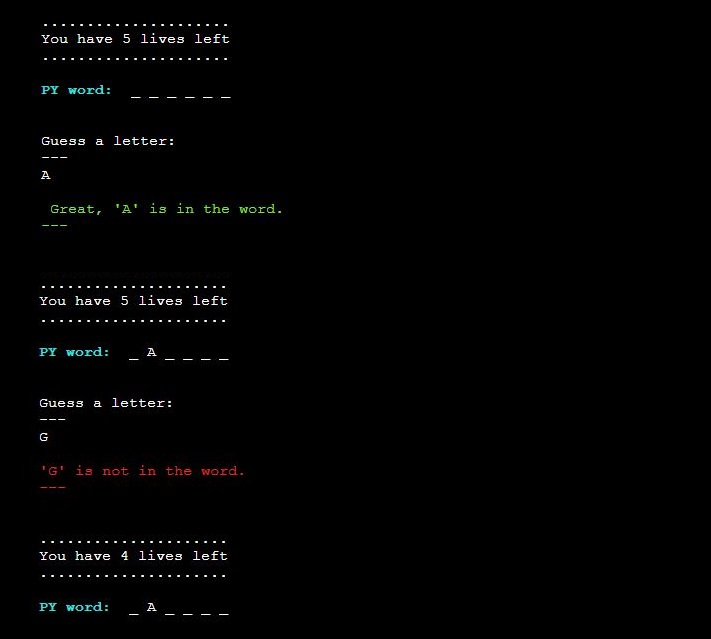 .....................
You have 5 lives left
.....................
PY word:  _ _ _ _ _ _
Guess a letter:
---
A
Great, 'A' is in the word.
---
.....................
You have 5 lives left
.....................
PY word:  _ A _ _ _ _
Guess a letter:
---
G
'G' is not in the word.
---
.....................
You have 4 lives left
.....................
PY word:  _ A _ _ _ _